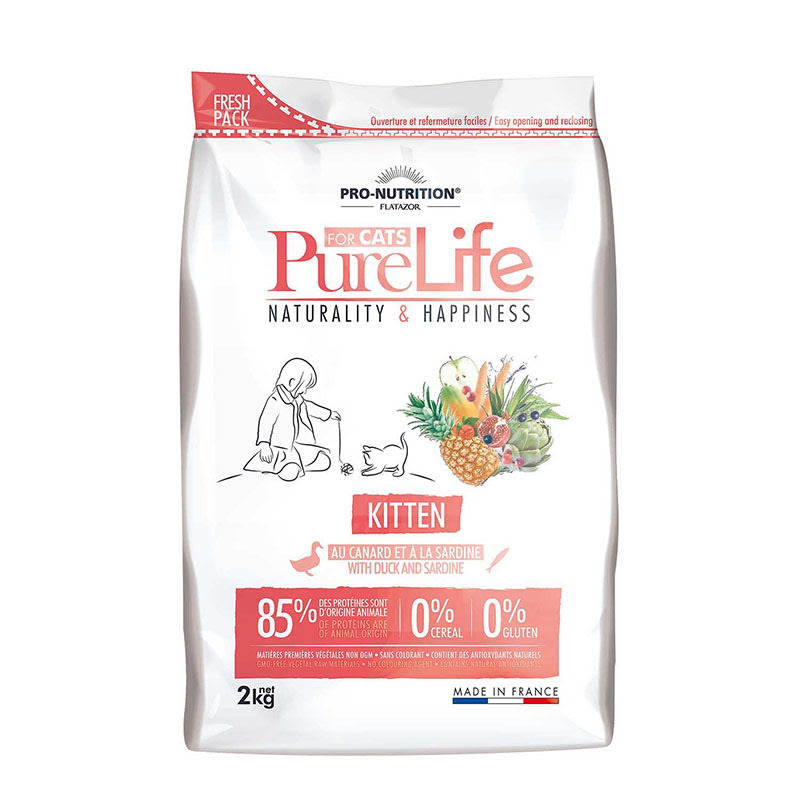 FRESH
PACK
Ouverture et refermeture faciles / Easy opening and reclosing
PRO-NUTRITION®
FLATAZOR
FOR CATS
PureLife
NATURALITY & HAPPINESS
KITTEN
AU CANARD ET À LA SARDINE
WITH DUCK AND SARDINE
85% DES PROTÉINES SONT
D'ORIGINE ANIMALE
OF PROTEINS ARE
OF ANIMAL ORIGIN
0%
CEREAL
0%
GLUTEN
MATIÈRES PREMIÈRES VÉGÉTALES NON OGM • SANS COLORANT • CONTIENT DES ANTIOXYDANTS NATURELS
GMO-FREE VEGETAL RAW MATERIALS • NO COLOURING AGENT • CONTAINS NATURAL ANTIOXIDANTS
2kg net
MADE IN FRANCE